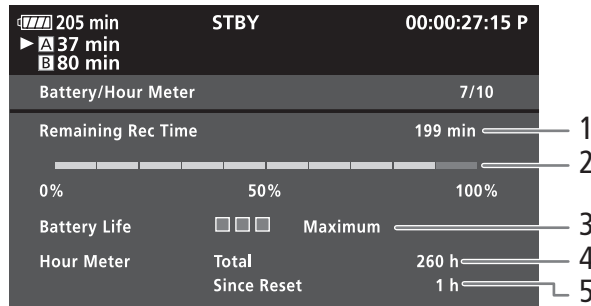 205 min STBY 00:00:27:15 P
A 37 min
B 80 min
Battery/Hour Meter 7/10
Remaining Rec Time 199 min 1
2
0% 50% 100%
Battery Life Maximum 3
Hour Meter Total 260 h 4
Since Reset 1 h 5